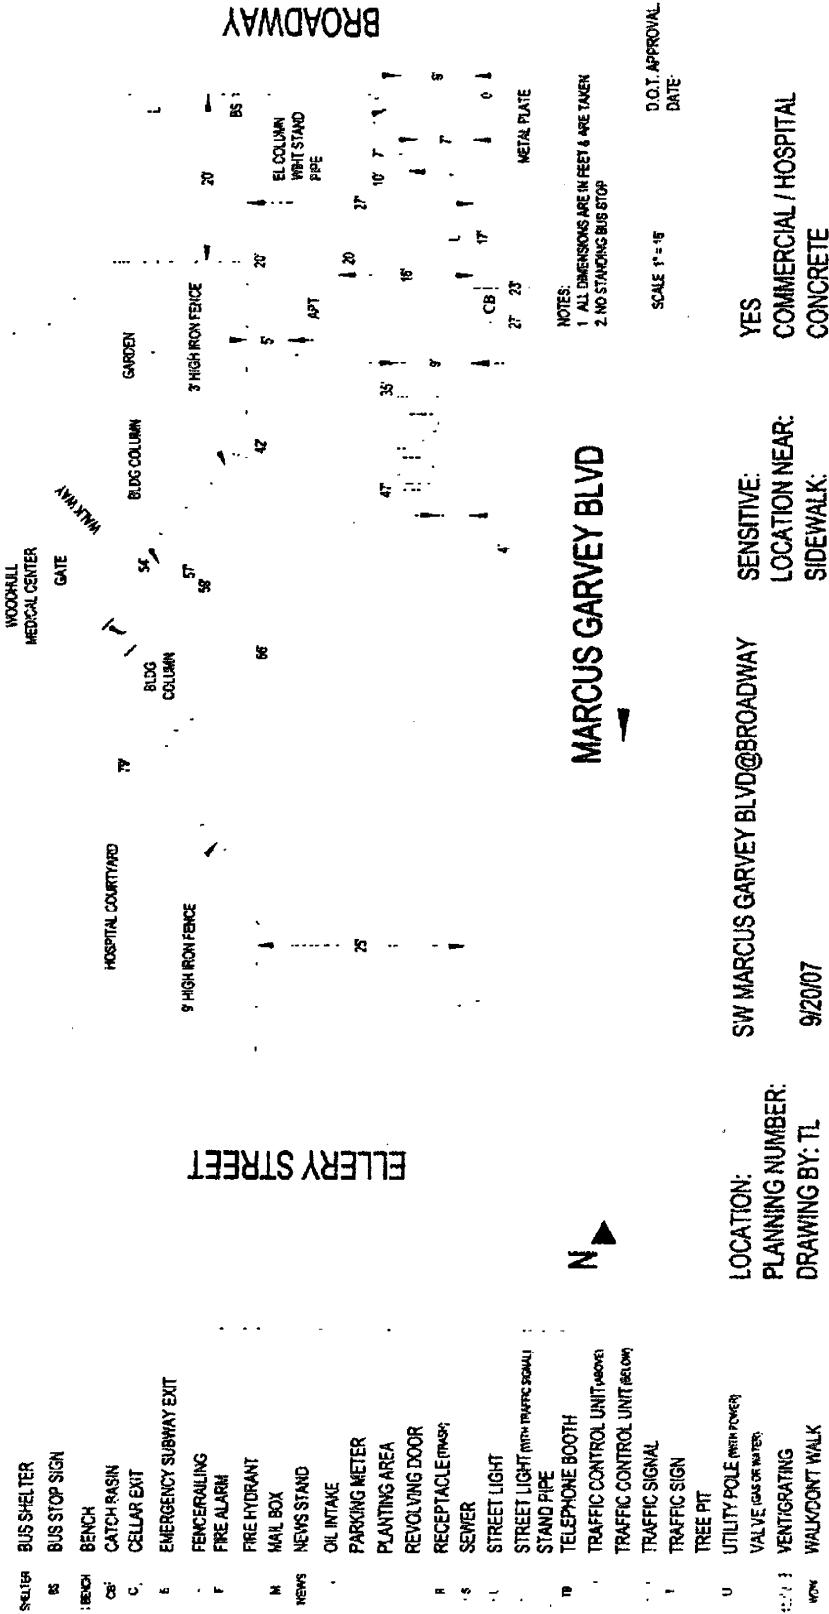 BROADWAY
L
BS
20'
EL COLUMN
WIHT STAND
PIPE
27'
10'
7'
9'
7'
0
METAL PLATE
20'
20
16'
L
17'
CB
23'
27'
GARDEN
3' HIGH IRON FENCE
5'
APT
9'
35'
BLDG COLUMN
42'
47'
4'
WALK WAY
WOODHULL
MEDICAL CENTER
GATE
54'
57'
58'
BLDG
COLUMN
66'
79'
HOSPITAL COURTYARD
9' HIGH IRON FENCE
25'
ELLERY STREET
MARCUS GARVEY BLVD
N
NOTES:
1 ALL DIMENSIONS ARE IN FEET & ARE TAKEN
2. NO STANDING BUS STOP
SCALE 1" = 15'
D.O.T. APPROVAL
DATE
LOCATION: SW MARCUS GARVEY BLVD@BROADWAY
PLANNING NUMBER:
DRAWING BY: TL 9/20/07
SENSITIVE: YES
LOCATION NEAR: COMMERCIAL / HOSPITAL
SIDEWALK: CONCRETE
SHELTER BUS SHELTER
BS BUS STOP SIGN
BENCH BENCH
CB CATCH BASIN
C. CELLAR EXIT
E EMERGENCY SUBWAY EXIT
FENCE/RAILING
F FIRE ALARM
FIRE HYDRANT
M MAIL BOX
NEWS NEWS STAND
OIL INTAKE
PARKING METER
PLANTING AREA
REVOLVING DOOR
R RECEPTACLE (TRASH)
S SEWER
L STREET LIGHT
STREET LIGHT (WITH TRAFFIC SIGNAL)
STAND PIPE
TB TELEPHONE BOOTH
TRAFFIC CONTROL UNIT (ABOVE)
TRAFFIC CONTROL UNIT (BELOW)
TRAFFIC SIGNAL
T TRAFFIC SIGN
TREE PIT
U UTILITY POLE (WITH POWER)
VALVE (GAS OR WATER)
VENT/GRATING
WDW WALK/DON'T WALK